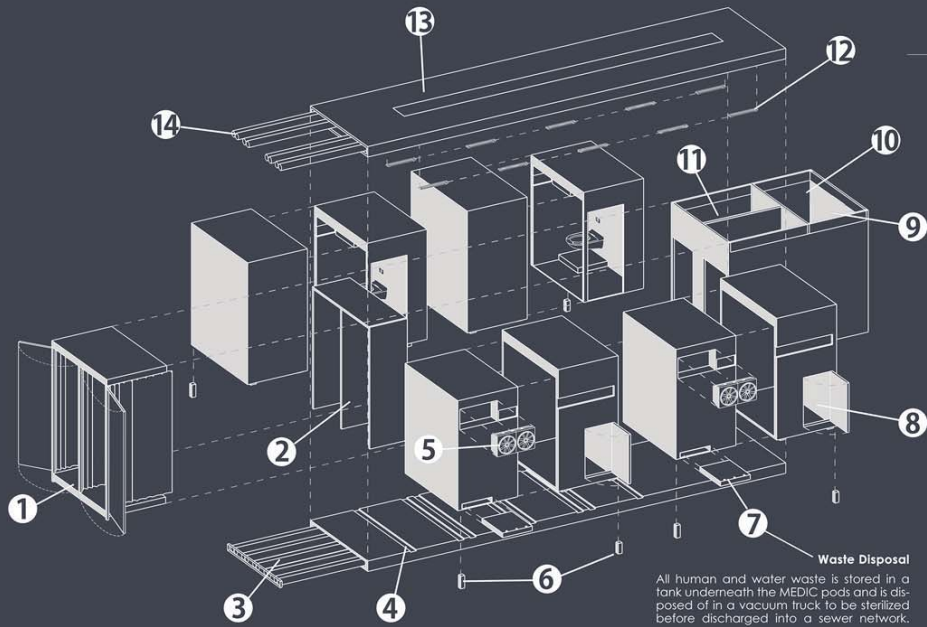 13
12
14
10
11
9
8
2
5
1
7
6
3
4
Waste Disposal
All human and water waste is stored in a
tank underneath the MEDIC pods and is dis-
posed of in a vacuum truck to be sterilized
before discharged into a sewer network.